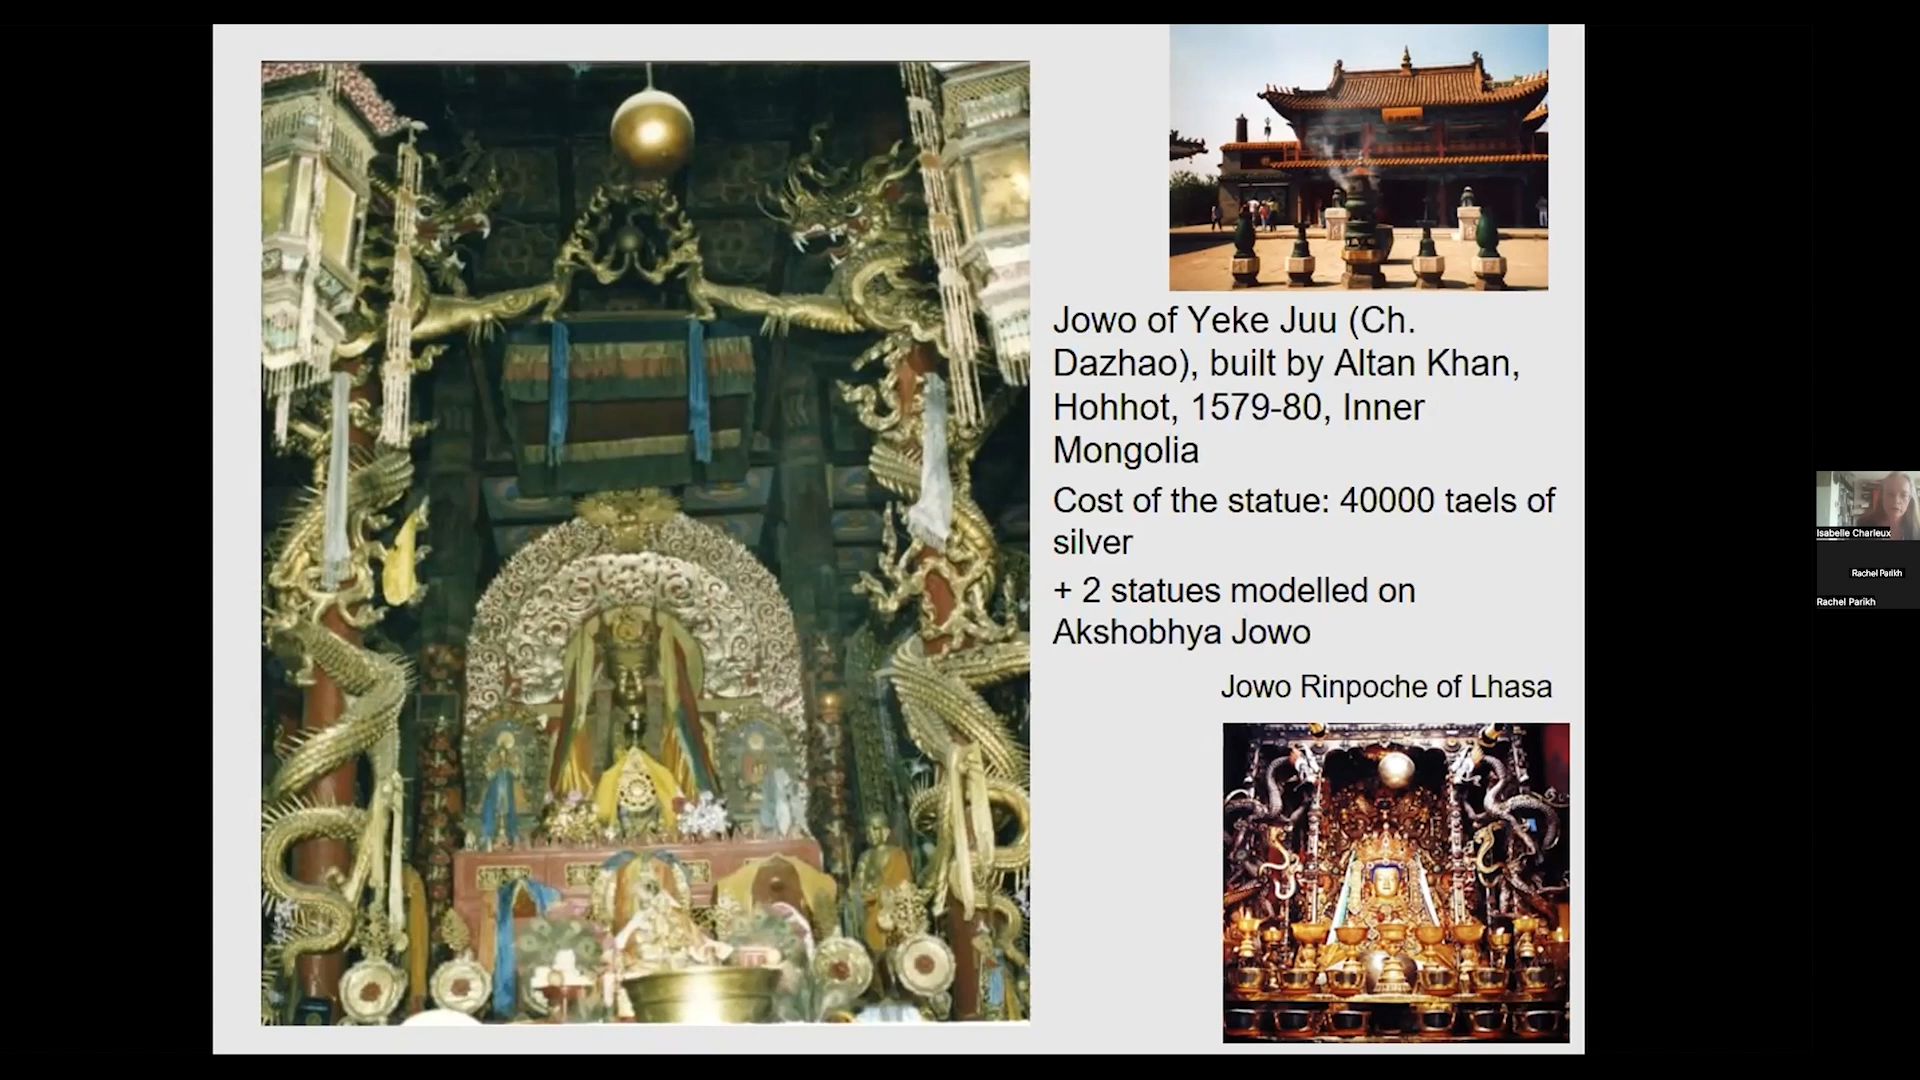 Jowo of Yeke Juu (Ch.
Dazhao), built by Altan Khan,
Hohhot, 1579-80, Inner
Mongolia
Cost of the statue: 40000 taels of
silver
+ 2 statues modelled on
Akshobhya Jowo
Jowo Rinpoche of Lhasa
Isabelle Charleux
Rachel Parikh
Rachel Parikh